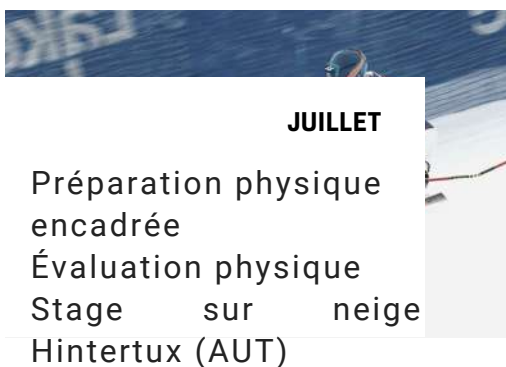 JUILLET
Préparation physique
encadrée
Évaluation physique
Stage sur neige
Hintertux (AUT)